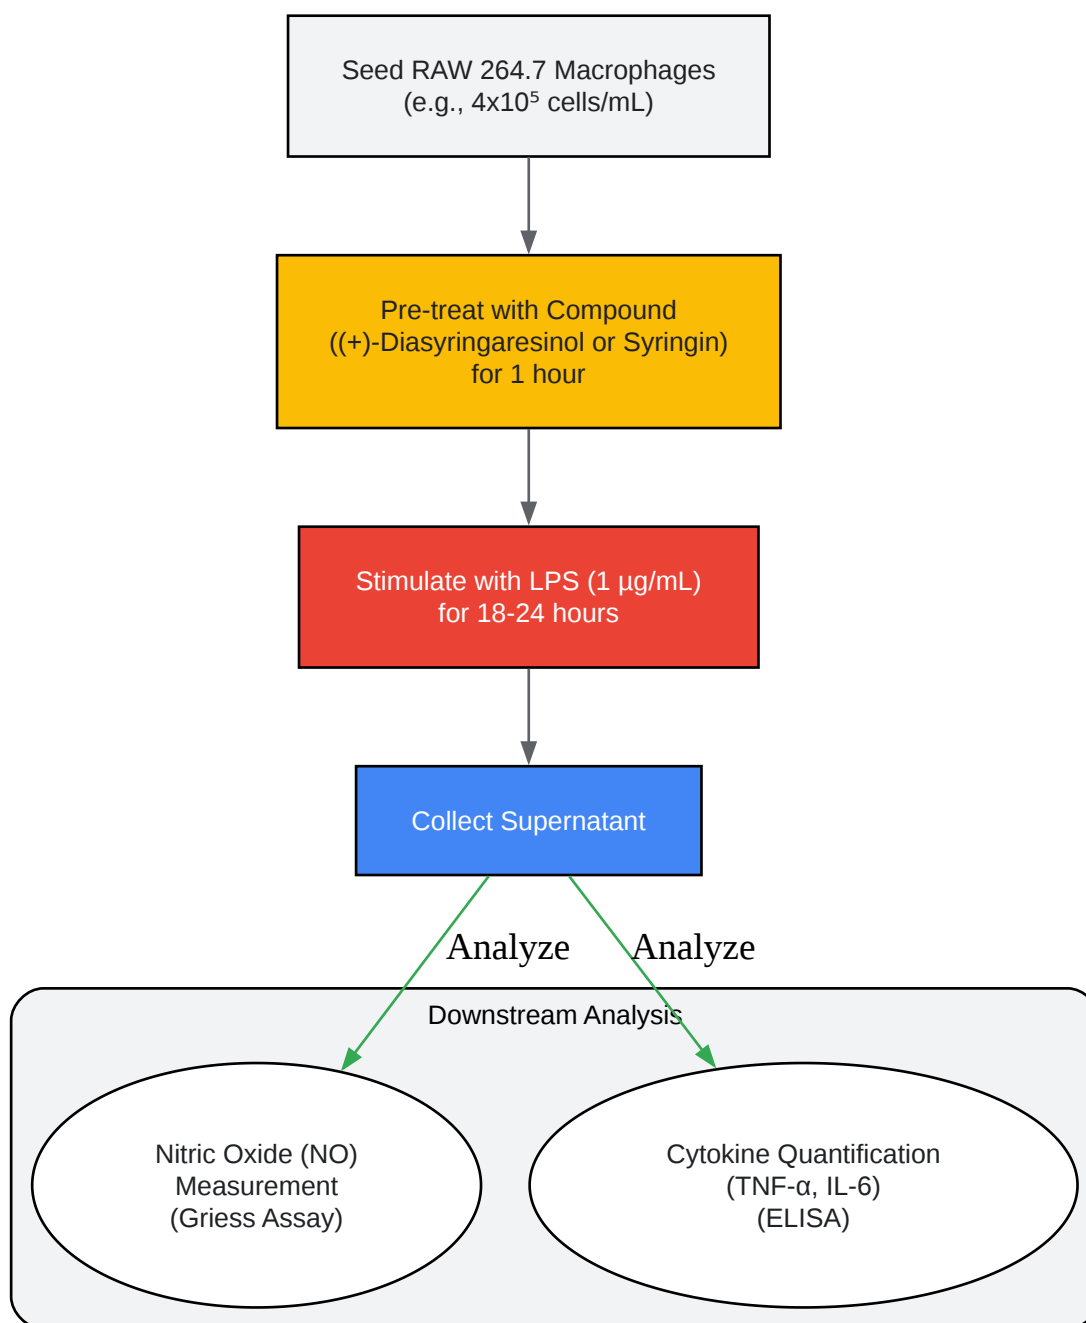 Seed RAW 264.7 Macrophages
(e.g., 4x10⁵ cells/mL)
Pre-treat with Compound
((+)-Diasyringaresinol or Syringin)
for 1 hour
Stimulate with LPS (1 µg/mL)
for 18-24 hours
Collect Supernatant
Analyze
Analyze
Downstream Analysis
Nitric Oxide (NO)
Measurement
(Griess Assay)
Cytokine Quantification
(TNF-α, IL-6)
(ELISA)